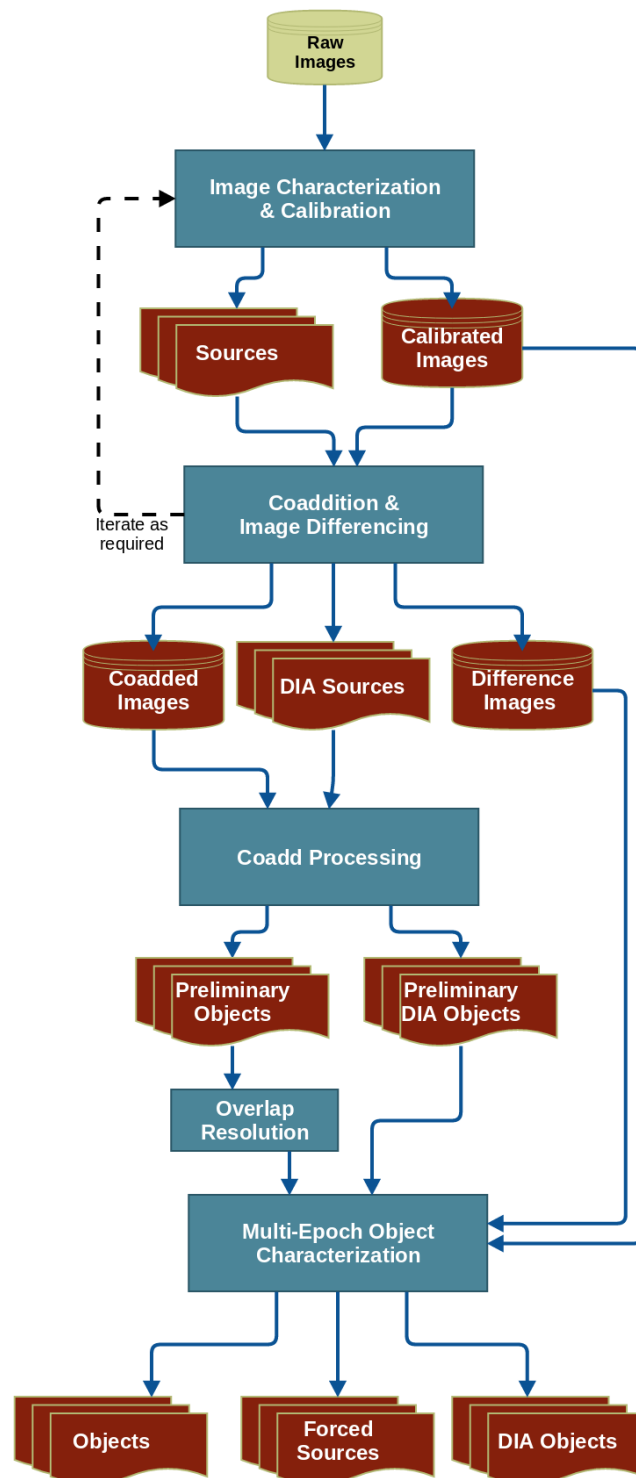 Raw
Images
Image Characterization
& Calibration
Sources
Calibrated
Images
Coaddition &
Image Differencing
Iterate as
required
Coadded
Images
DIA Sources
Difference
Images
Coadd Processing
Preliminary
Objects
Preliminary
DIA Objects
Overlap
Resolution
Multi-Epoch Object
Characterization
Objects
Forced
Sources
DIA Objects